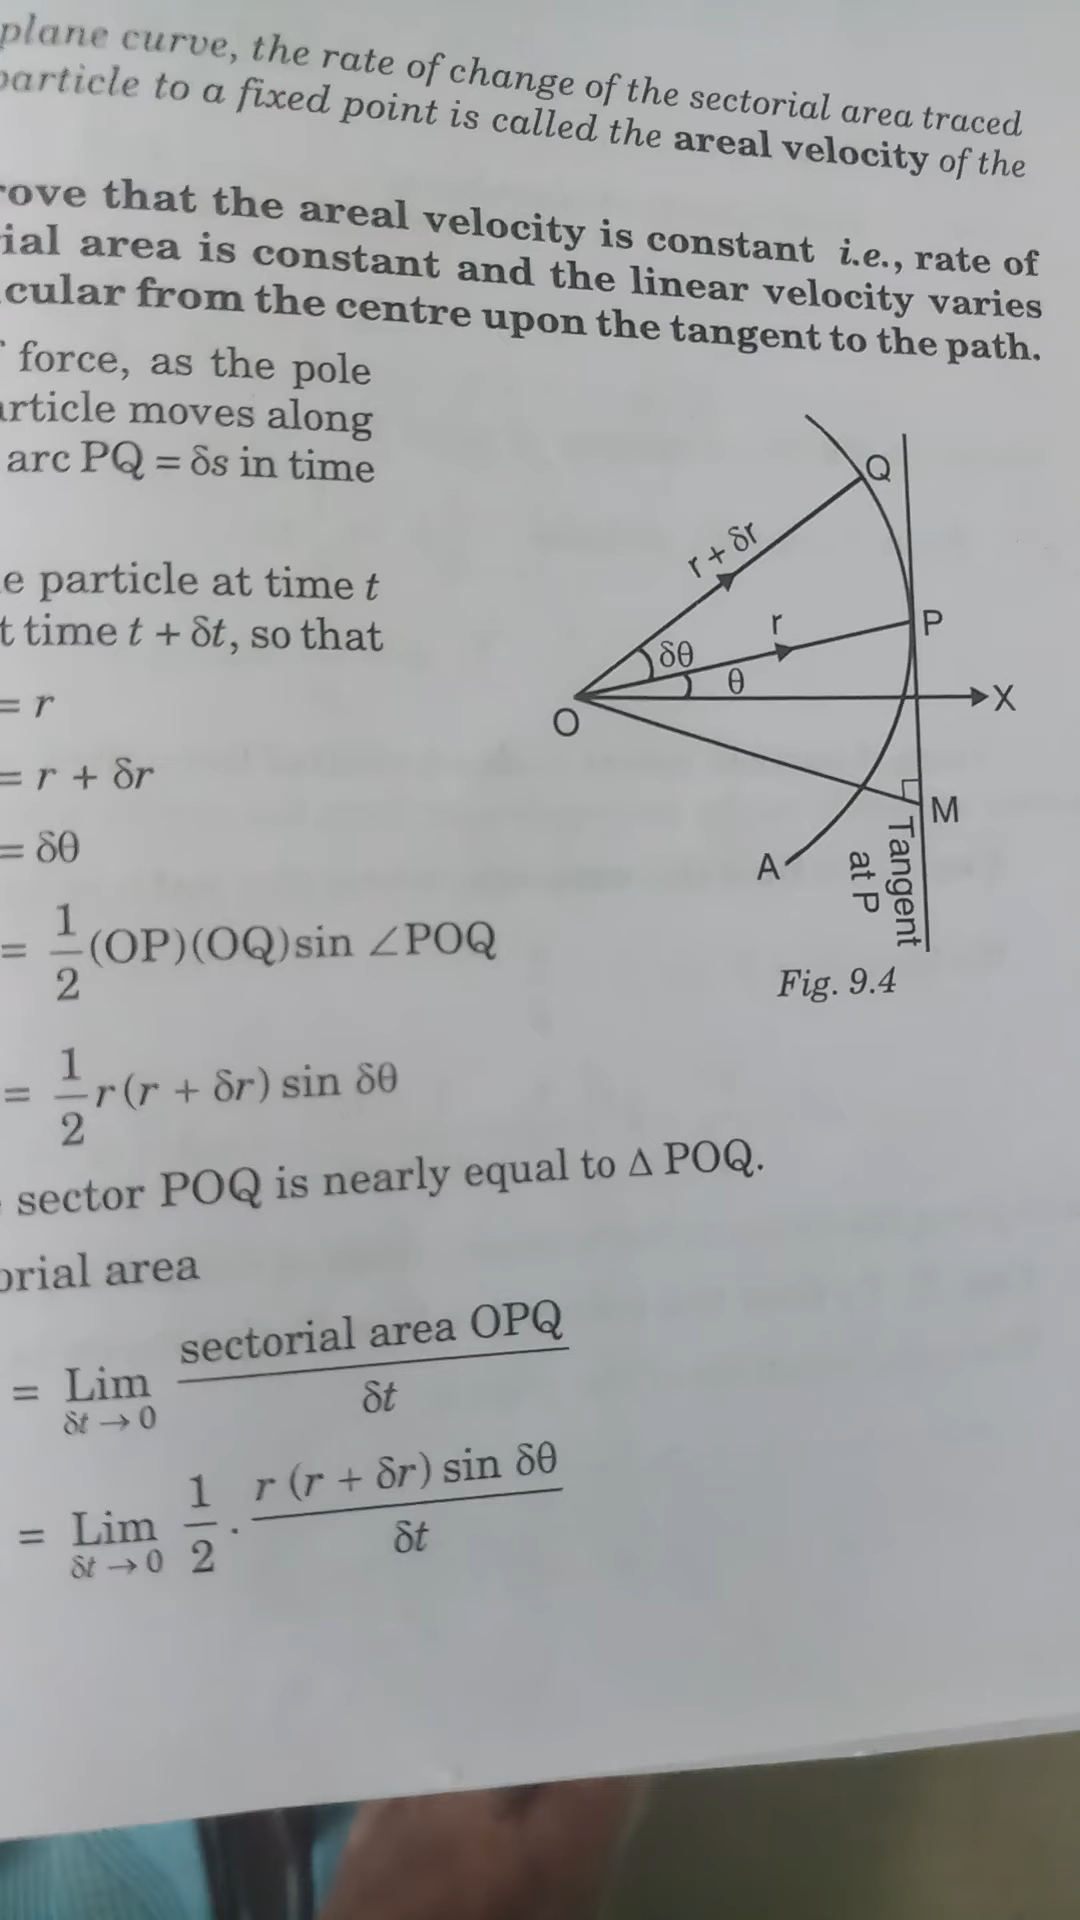 plane curve, the rate of change of the sectorial area traced
particle to a fixed point is called the areal velocity of the
rove that the areal velocity is constant i.e., rate of
ial area is constant and the linear velocity varies
cular from the centre upon the tangent to the path.
force, as the pole
article moves along
arc PQ = δs in time
e particle at time t
t time t + δt, so that
= r
= r + δr
= δθ
= 1/2 (OP)(OQ) sin ∠POQ
Q
r + δr
r
P
δθ
θ
O
X
M
A
Tangent
at P
Fig. 9.4
= 1/2 r (r + δr) sin δθ
sector POQ is nearly equal to Δ POQ.
orial area
= Lim δt → 0 sectorial area OPQ / δt
= Lim δt → 0 1/2 . r (r + δr) sin δθ / δt